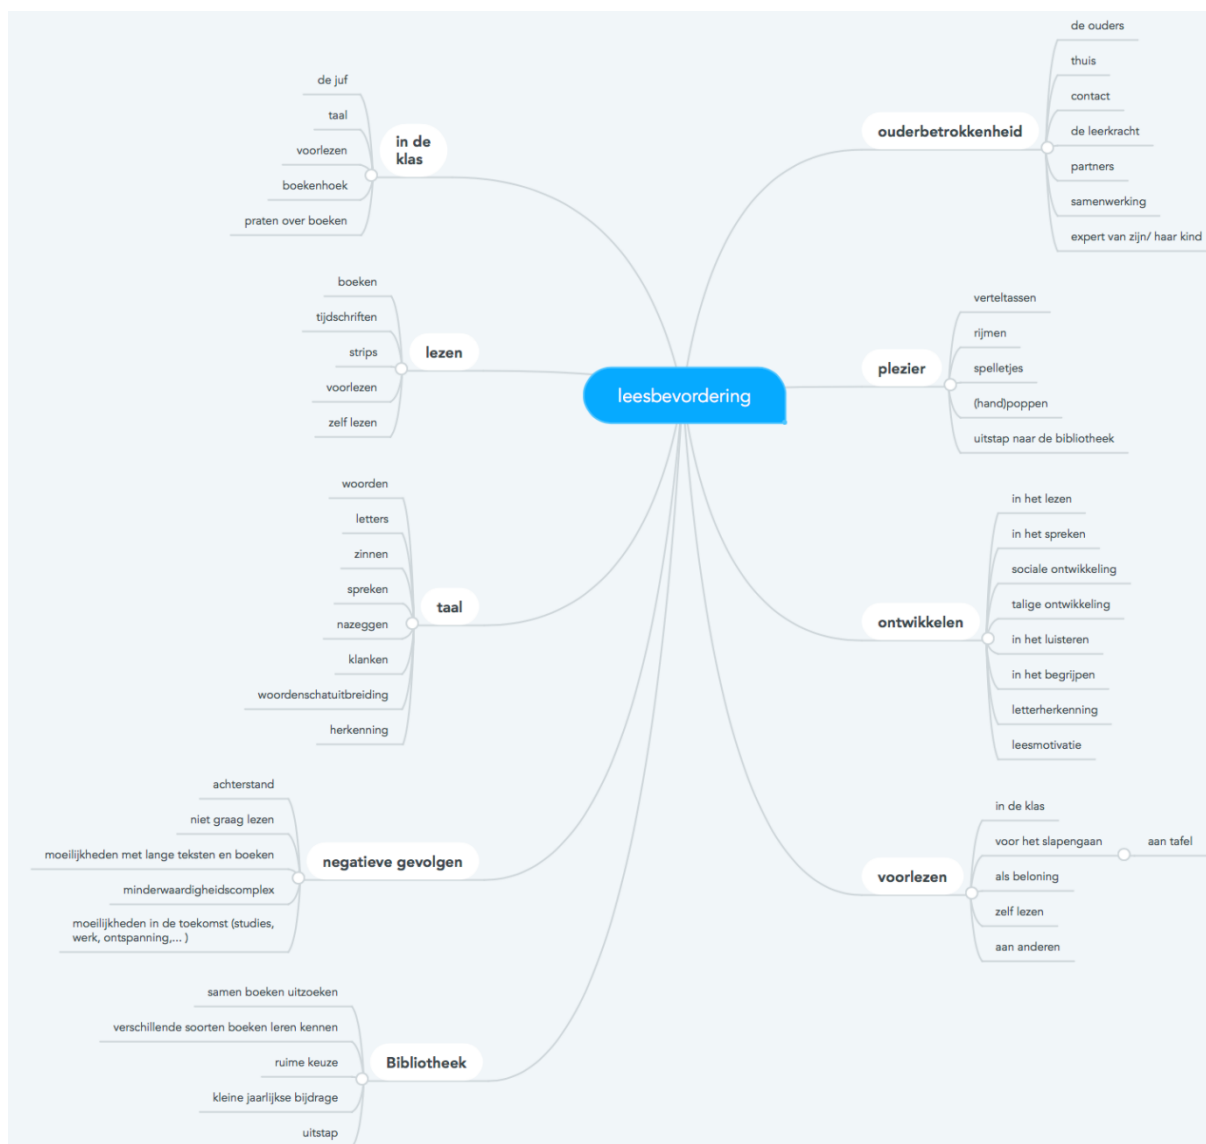 leesbevordering
in de
klas
de juf
taal
voorlezen
boekenhoek
praten over boeken
lezen
boeken
tijdschriften
strips
voorlezen
zelf lezen
taal
woorden
letters
zinnen
spreken
nazeggen
klanken
woordenschatuitbreiding
herkenning
negatieve gevolgen
achterstand
niet graag lezen
moeilijkheden met lange teksten en boeken
minderwaardigheidscomplex
moeilijkheden in de toekomst (studies,
werk, ontspanning,... )
Bibliotheek
samen boeken uitzoeken
verschillende soorten boeken leren kennen
ruime keuze
kleine jaarlijkse bijdrage
uitstap
ouderbetrokkenheid
de ouders
thuis
contact
de leerkracht
partners
samenwerking
expert van zijn/ haar kind
plezier
verteltassen
rijmen
spelletjes
(hand)poppen
uitstap naar de bibliotheek
ontwikkelen
in het lezen
in het spreken
sociale ontwikkeling
talige ontwikkeling
in het luisteren
in het begrijpen
letterherkenning
leesmotivatie
voorlezen
in de klas
voor het slapengaan
aan tafel
als beloning
zelf lezen
aan anderen